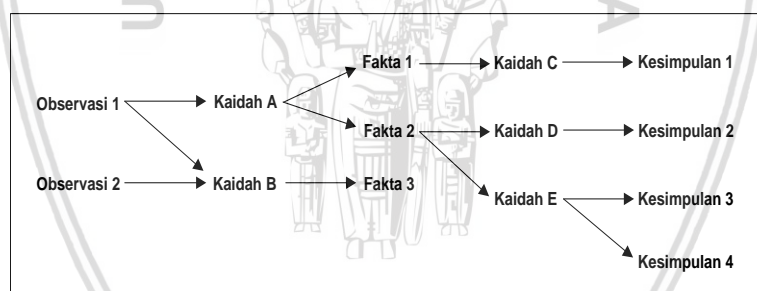 Fakta 1 Kaidah C Kesimpulan 1
Observasi 1 Kaidah A
Fakta 2 Kaidah D Kesimpulan 2
Observasi 2 Kaidah B Fakta 3
Kaidah E Kesimpulan 3
Kesimpulan 4